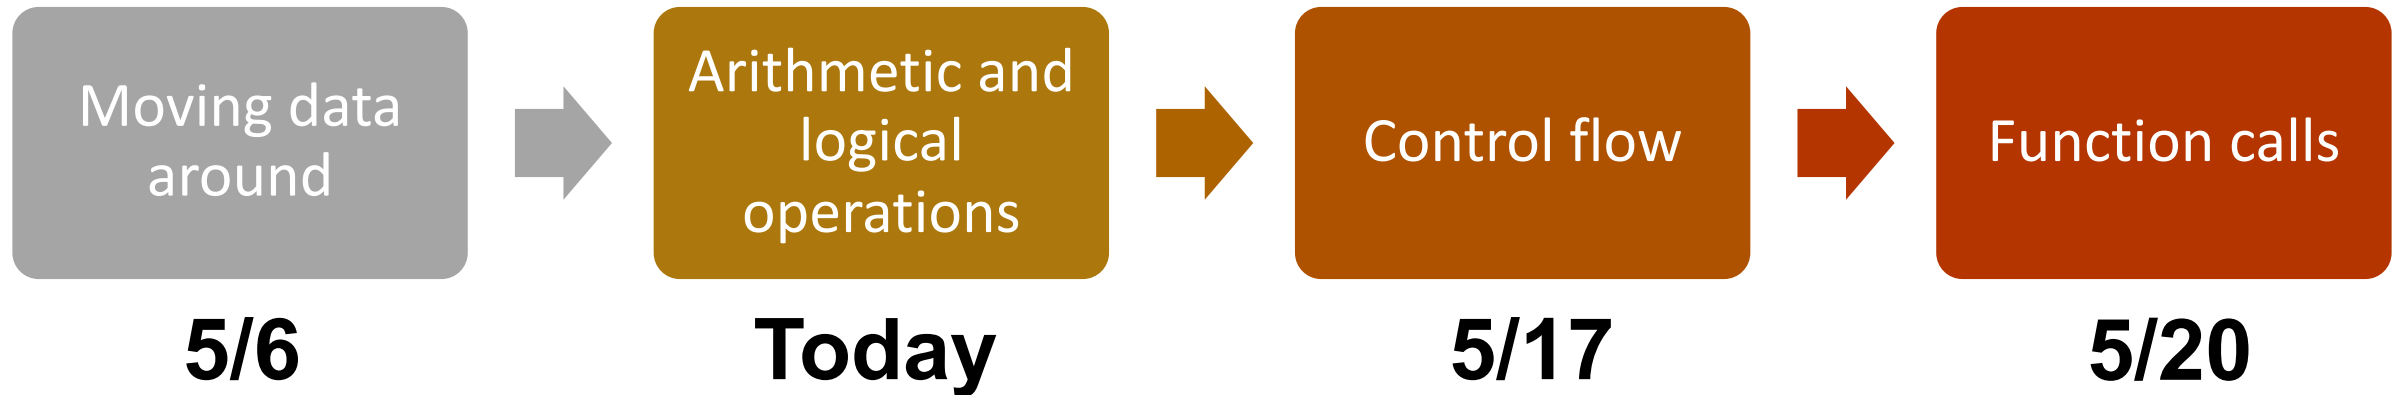 Moving data
around
Arithmetic and
logical
operations
Control flow
Function calls
5/6
Today
5/17
5/20